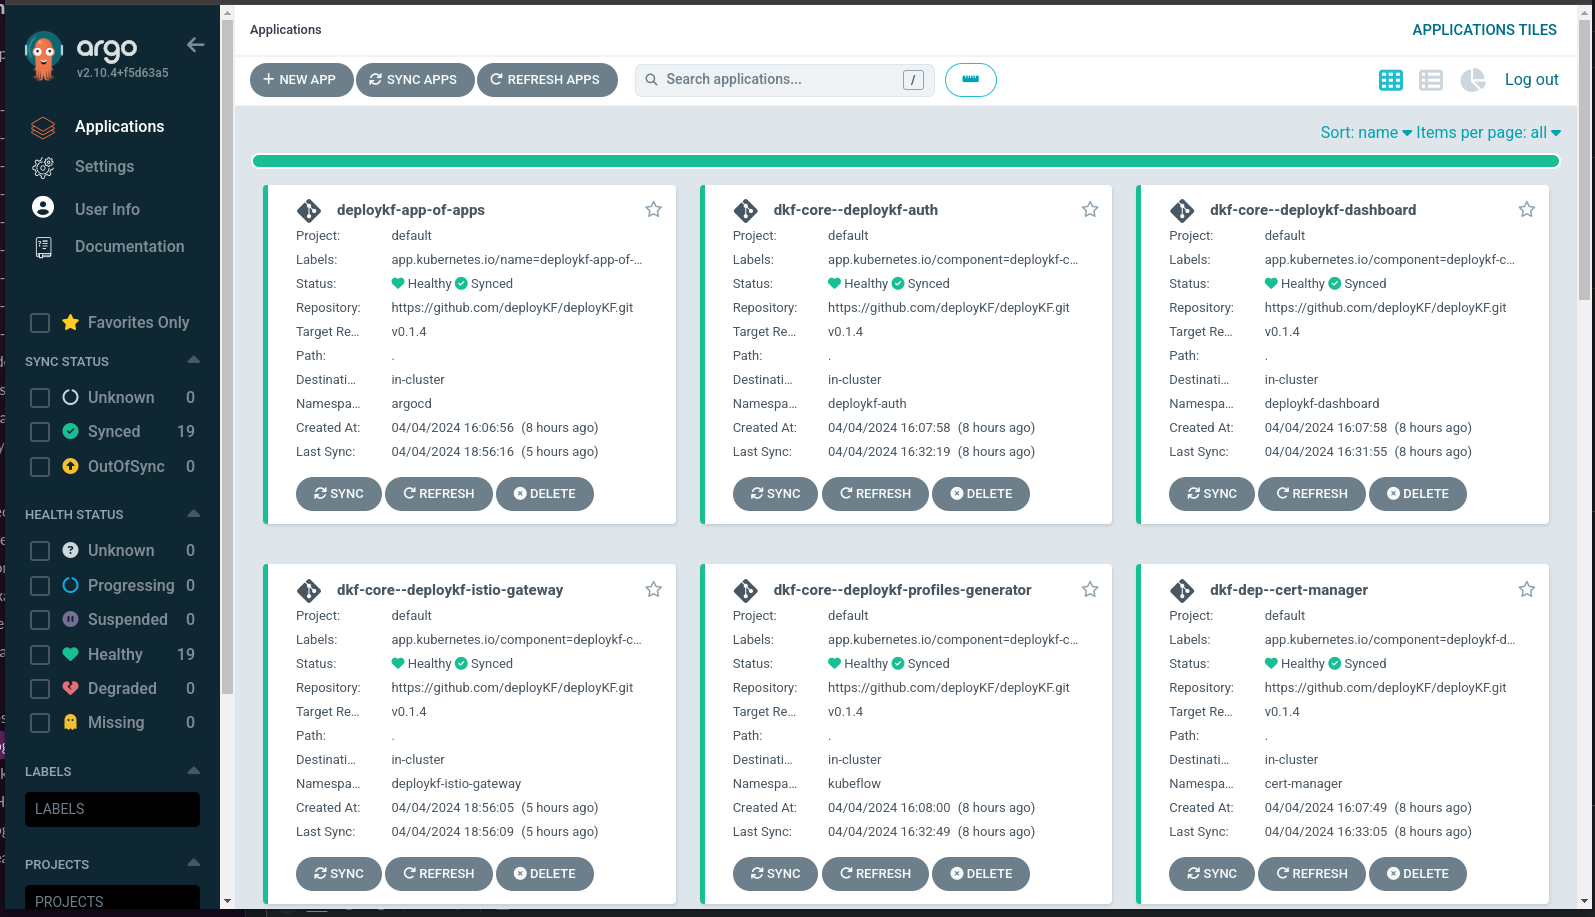 argo
v2.10.4+f5d63a5
Applications
Settings
User Info
Documentation
Favorites Only
SYNC STATUS
Unknown 0
Synced 19
OutOfSync 0
HEALTH STATUS
Unknown 0
Progressing 0
Suspended 0
Healthy 19
Degraded 0
Missing 0
LABELS
LABELS
PROJECTS
PROJECTS
Applications
APPLICATIONS TILES
+ NEW APP SYNC APPS REFRESH APPS Search applications... / Log out
Sort: name Items per page: all
deploykf-app-of-apps
Project: default
Labels: app.kubernetes.io/name=deploykf-app-of-...
Status: Healthy Synced
Repository: https://github.com/deployKF/deployKF.git
Target Re... v0.1.4
Path: .
Destinati... in-cluster
Namespa... argocd
Created At: 04/04/2024 16:06:56 (8 hours ago)
Last Sync: 04/04/2024 18:56:16 (5 hours ago)
SYNC REFRESH DELETE
dkf-core--deploykf-auth
Project: default
Labels: app.kubernetes.io/component=deploykf-c...
Status: Healthy Synced
Repository: https://github.com/deployKF/deployKF.git
Target Re... v0.1.4
Path: .
Destinati... in-cluster
Namespa... deploykf-auth
Created At: 04/04/2024 16:07:58 (8 hours ago)
Last Sync: 04/04/2024 16:32:19 (8 hours ago)
SYNC REFRESH DELETE
dkf-core--deploykf-dashboard
Project: default
Labels: app.kubernetes.io/component=deploykf-c...
Status: Healthy Synced
Repository: https://github.com/deployKF/deployKF.git
Target Re... v0.1.4
Path: .
Destinati... in-cluster
Namespa... deploykf-dashboard
Created At: 04/04/2024 16:07:58 (8 hours ago)
Last Sync: 04/04/2024 16:31:55 (8 hours ago)
SYNC REFRESH DELETE
dkf-core--deploykf-istio-gateway
Project: default
Labels: app.kubernetes.io/component=deploykf-c...
Status: Healthy Synced
Repository: https://github.com/deployKF/deployKF.git
Target Re... v0.1.4
Path: .
Destinati... in-cluster
Namespa... deploykf-istio-gateway
Created At: 04/04/2024 18:56:05 (5 hours ago)
Last Sync: 04/04/2024 18:56:09 (5 hours ago)
SYNC REFRESH DELETE
dkf-core--deploykf-profiles-generator
Project: default
Labels: app.kubernetes.io/component=deploykf-c...
Status: Healthy Synced
Repository: https://github.com/deployKF/deployKF.git
Target Re... v0.1.4
Path: .
Destinati... in-cluster
Namespa... kubeflow
Created At: 04/04/2024 16:08:00 (8 hours ago)
Last Sync: 04/04/2024 16:32:49 (8 hours ago)
SYNC REFRESH DELETE
dkf-dep--cert-manager
Project: default
Labels: app.kubernetes.io/component=deploykf-d...
Status: Healthy Synced
Repository: https://github.com/deployKF/deployKF.git
Target Re... v0.1.4
Path: .
Destinati... in-cluster
Namespa... cert-manager
Created At: 04/04/2024 16:07:49 (8 hours ago)
Last Sync: 04/04/2024 16:33:05 (8 hours ago)
SYNC REFRESH DELETE